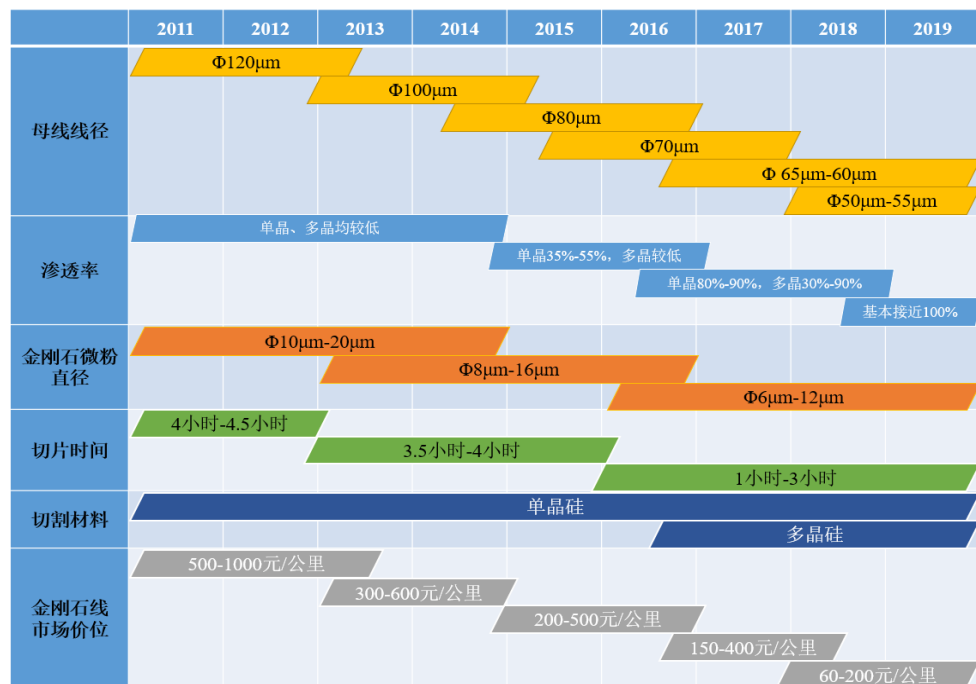 2011 2012 2013 2014 2015 2016 2017 2018 2019
母线线径
Φ120μm
Φ100μm
Φ80μm
Φ70μm
Φ 65μm-60μm
Φ50μm-55μm
渗透率
单晶、多晶均较低
单晶35%-55%，多晶较低
单晶80%-90%，多晶30%-90%
基本接近100%
金刚石微粉
直径
Φ10μm-20μm
Φ8μm-16μm
Φ6μm-12μm
切片时间
4小时-4.5小时
3.5小时-4小时
1小时-3小时
切割材料
单晶硅
多晶硅
金刚石线
市场价位
500-1000元/公里
300-600元/公里
200-500元/公里
150-400元/公里
60-200元/公里